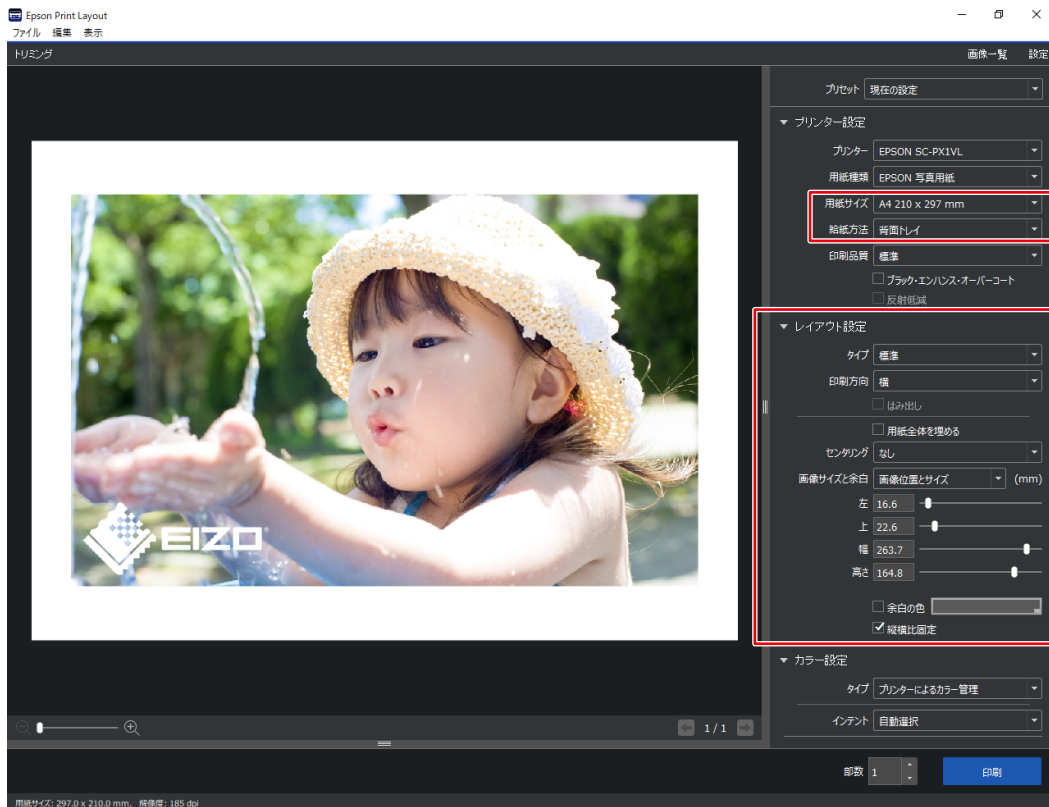 Epson Print Layout
ファイル 編集 表示
トリミング 画像一覧 設定
プリセット 現在の設定
プリンター設定
プリンター EPSON SC-PX1VL
用紙種類 EPSON 写真用紙
用紙サイズ A4 210 x 297 mm
給紙方法 背面トレイ
印刷品質 標準
ブラック・エンハンス・オーバーコート
反射低減
レイアウト設定
タイプ 標準
印刷方向 横
はみ出し
用紙全体を埋める
センタリング なし
画像サイズと余白 画像位置とサイズ (mm)
左 16.6
上 22.6
幅 263.7
高さ 164.8
余白の色
縦横比固定
EIZO
カラー設定
タイプ プリンターによるカラー管理
インテント 自動選択
1/1
部数 1 印刷
用紙サイズ: 297.0 x 210.0 mm, 解像度: 185 dpi